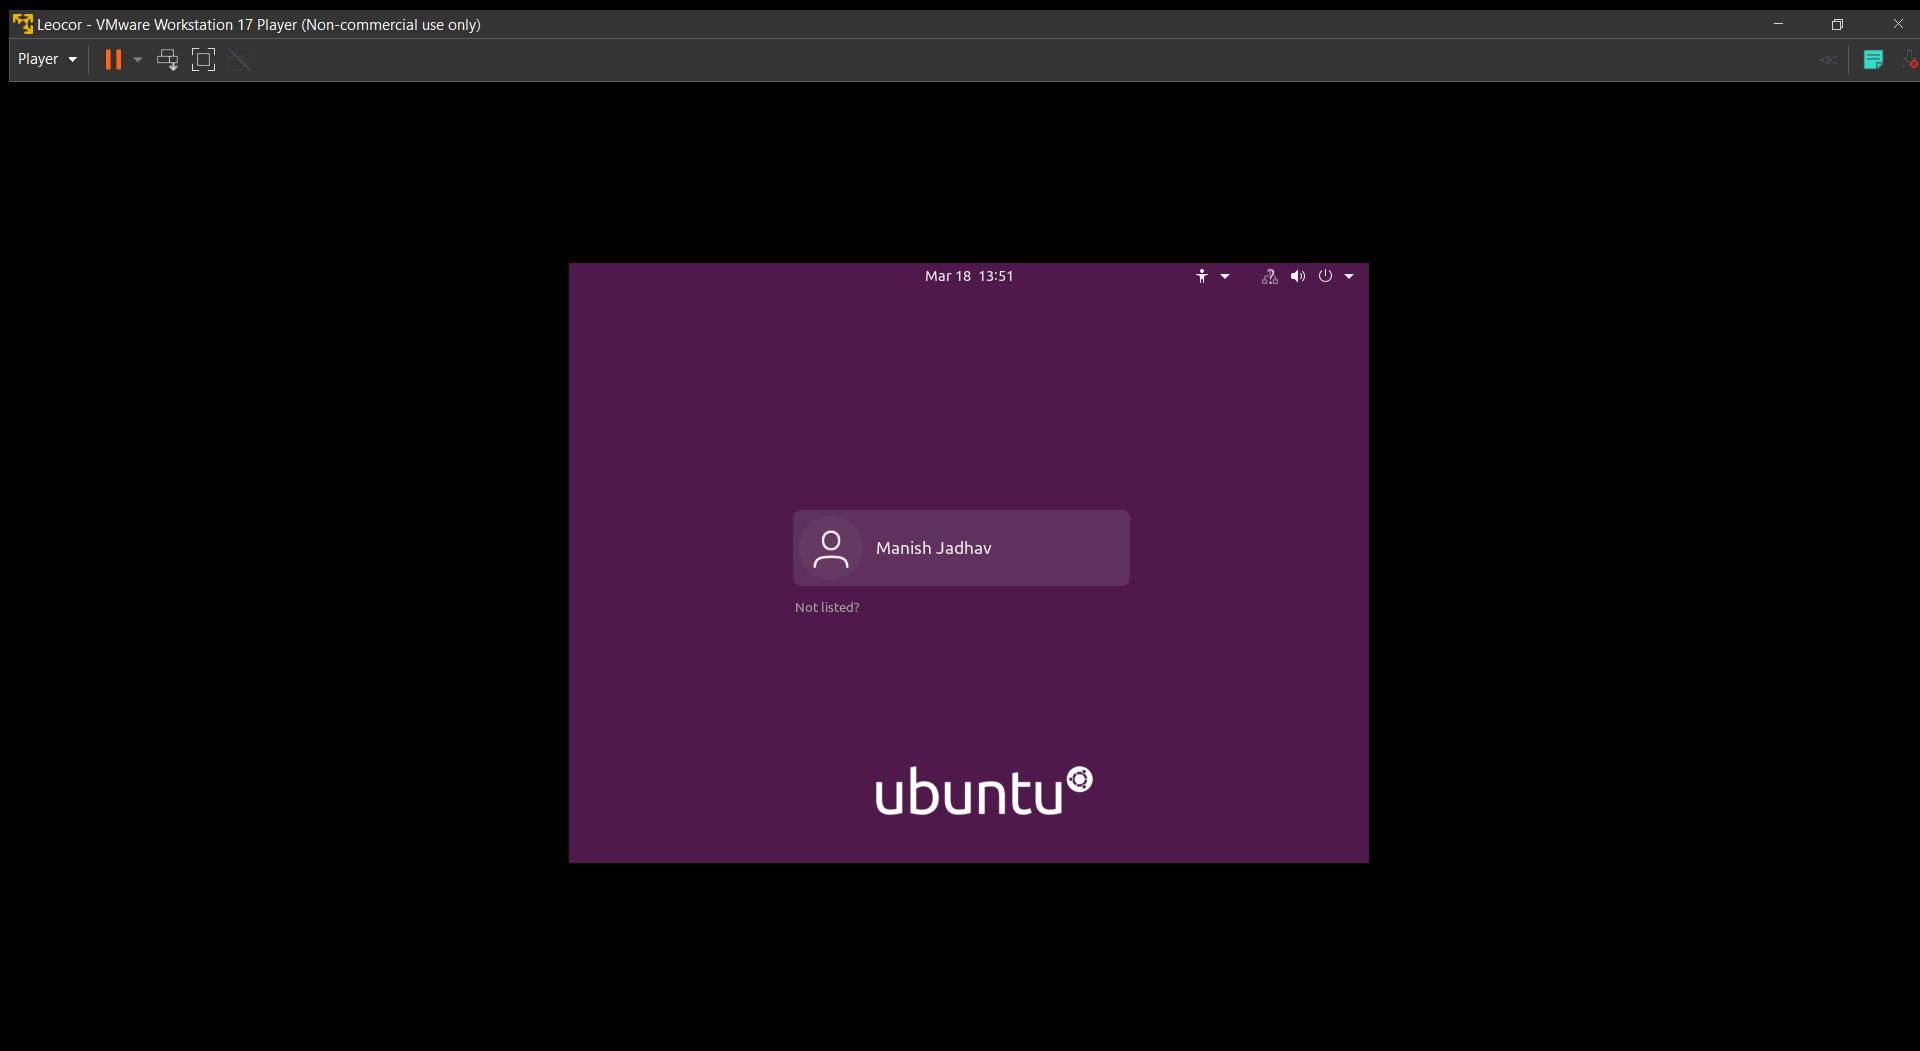 Leocor - VMware Workstation 17 Player (Non-commercial use only)
Player
Mar 18 13:51
Manish Jadhav
Not listed?
ubuntu